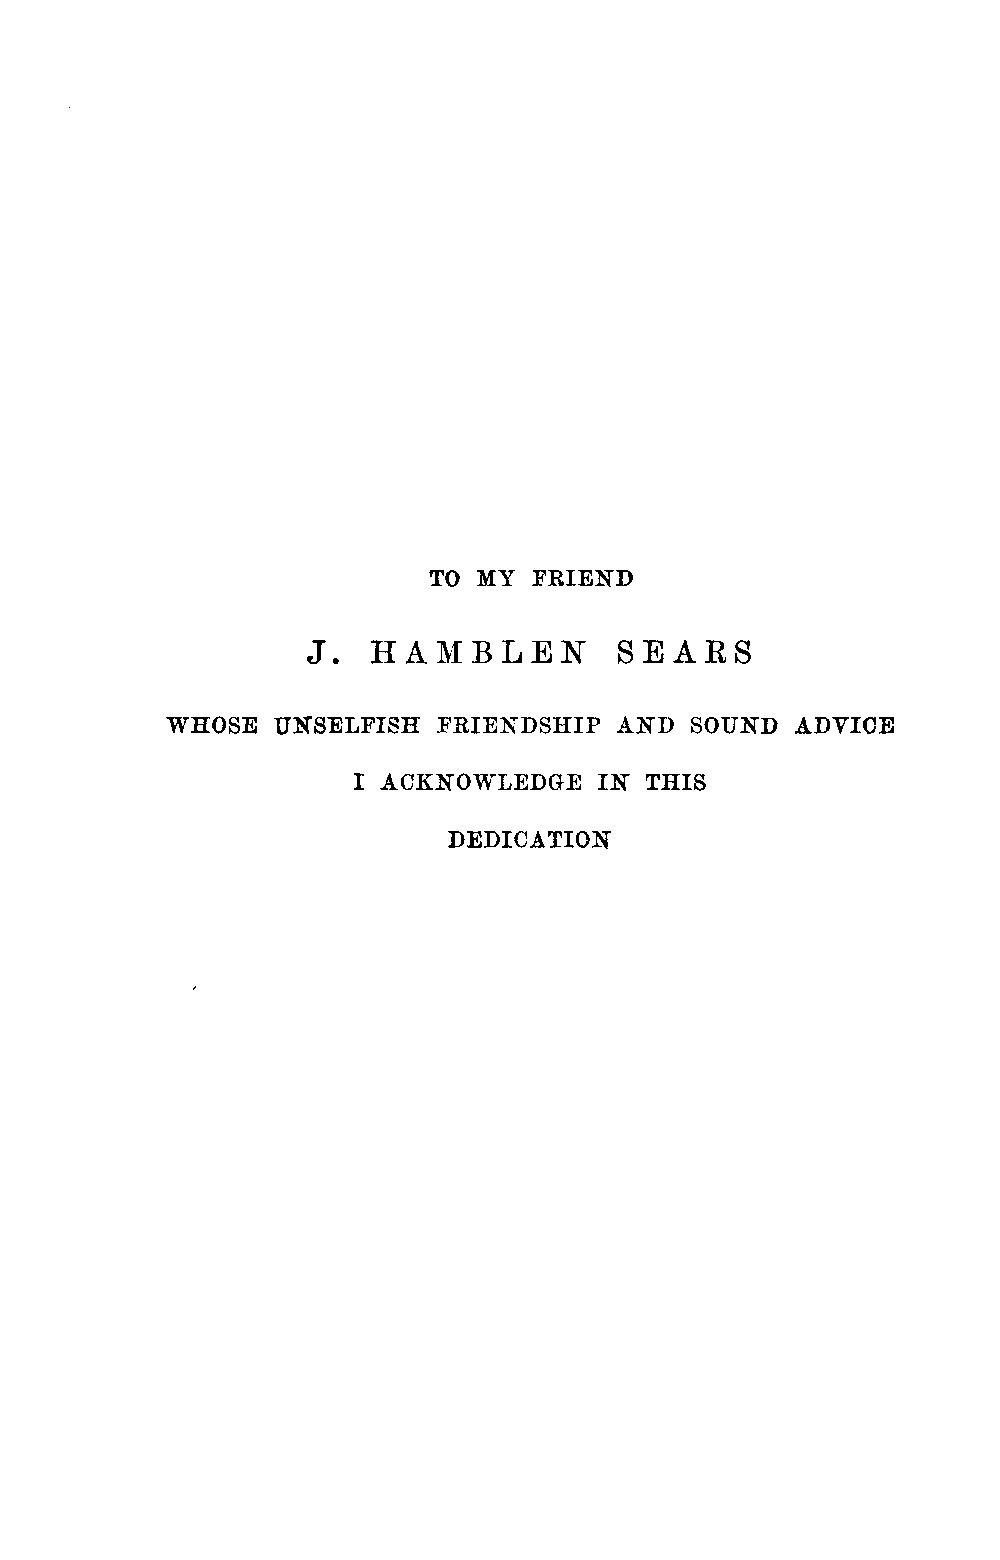 TO MY FRIEND
J. HAMBLEN SEARS
WHOSE UNSELFISH FRIENDSHIP AND SOUND ADVICE
I ACKNOWLEDGE IN THIS
DEDICATION